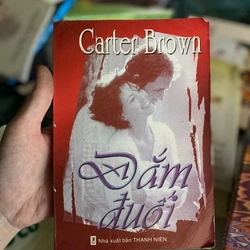 Carter Brown
Đắm
đuối
Nhà xuất bản THANH NIÊN